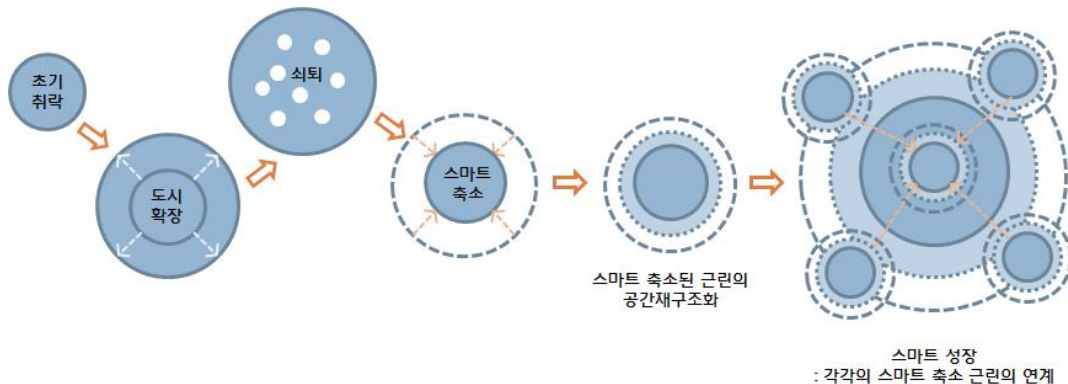 초기
취락
도시
확장
쇠퇴
스마트
축소
스마트 축소된 근린의
공간재구조화
스마트 성장
: 각각의 스마트 축소 근린의 연계